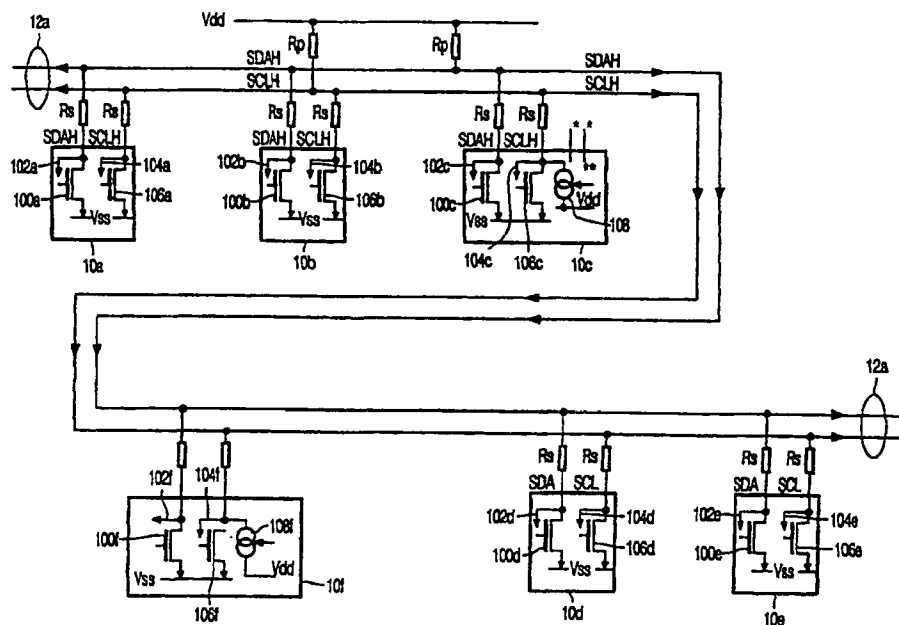 12a
Vdd
Rp
Rp
SDAH
SDAH
SCLH
SCLH
Rs
Rs
Rs
Rs
Rs
Rs
SDAH
SCLH
SDAH
SCLH
SDAH
SCLH
*
*
**
102a
104a
102b
104b
102c
100a
106a
100b
106b
100c
Vdd
Vss
Vss
Vss
108
10a
10b
104c
106c
10c
12a
Rs
Rs
Rs
Rs
102f
104f
SDA
SCL
SDA
SCL
108f
102d
104d
102e
104e
100f
100d
106d
100e
106e
Vdd
Vss
Vss
Vss
106f
10f
10d
10e